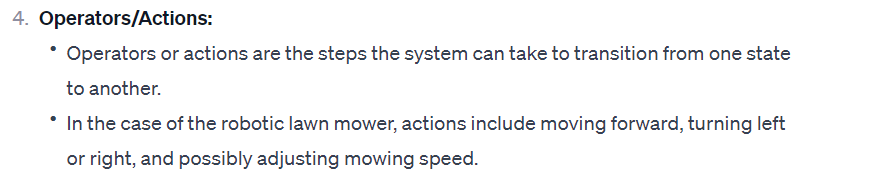 4. Operators/Actions:
• Operators or actions are the steps the system can take to transition from one state
to another.
• In the case of the robotic lawn mower, actions include moving forward, turning left
or right, and possibly adjusting mowing speed.